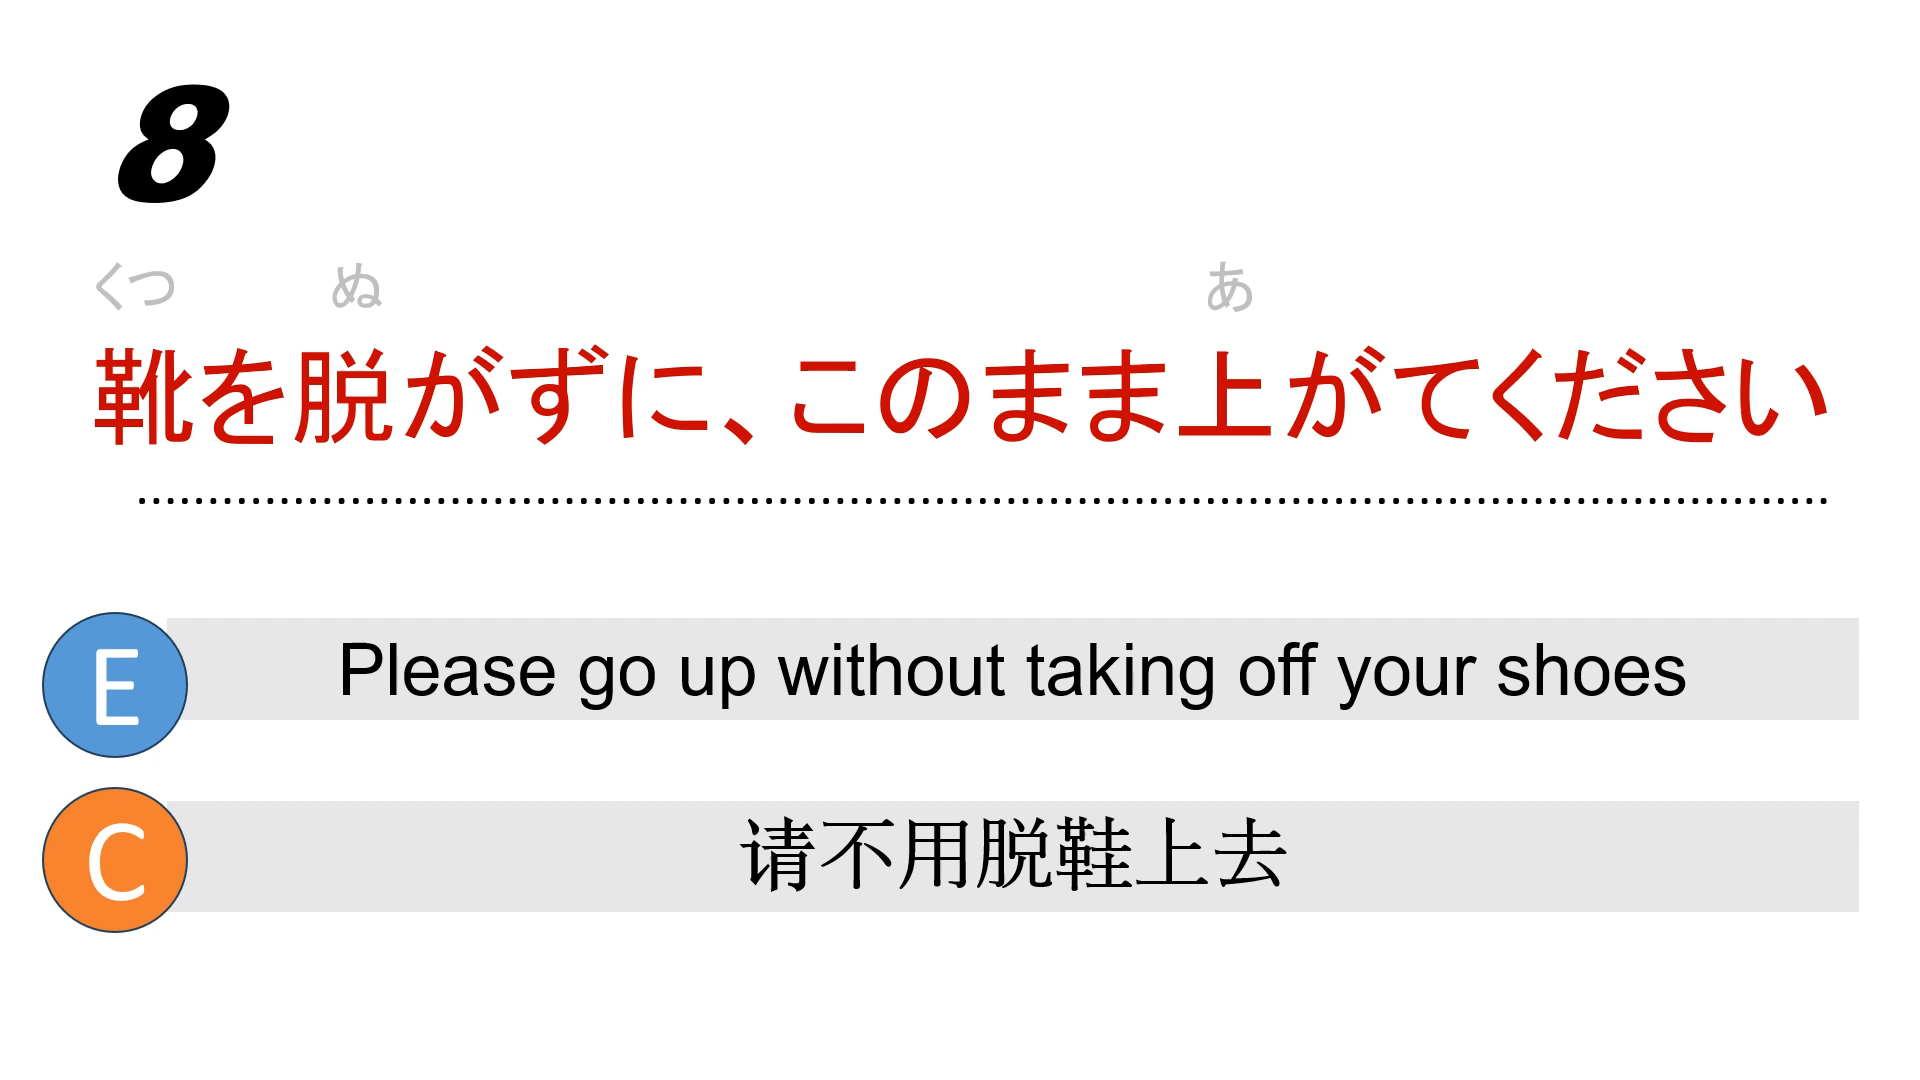 8
くつ ぬ あ
靴を脱がずに、このまま上がてください
E Please go up without taking off your shoes
C 请不用脱鞋上去